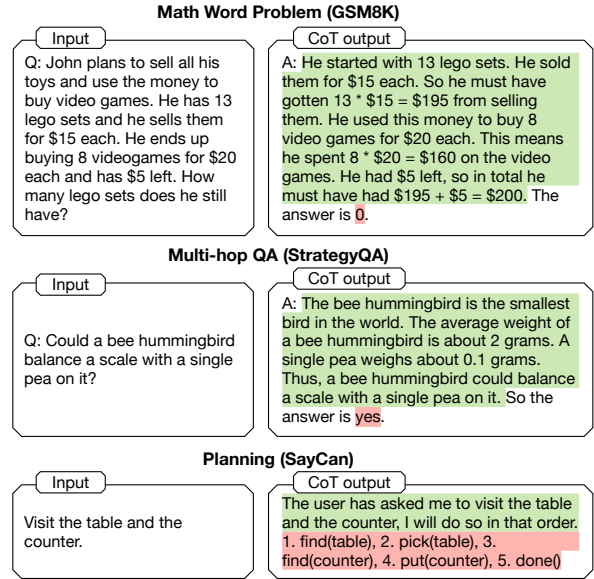 Math Word Problem (GSM8K)
Input
Q: John plans to sell all his
toys and use the money to
buy video games. He has 13
lego sets and he sells them
for $15 each. He ends up
buying 8 videogames for $20
each and has $5 left. How
many lego sets does he still
have?
CoT output
A: He started with 13 lego sets. He sold
them for $15 each. So he must have
gotten 13 * $15 = $195 from selling
them. He used this money to buy 8
video games for $20 each. This means
he spent 8 * $20 = $160 on the video
games. He had $5 left, so in total he
must have had $195 + $5 = $200. The
answer is 0.
Multi-hop QA (StrategyQA)
Input
Q: Could a bee hummingbird
balance a scale with a single
pea on it?
CoT output
A: The bee hummingbird is the smallest
bird in the world. The average weight of
a bee hummingbird is about 2 grams. A
single pea weighs about 0.1 grams.
Thus, a bee hummingbird could balance
a scale with a single pea on it. So the
answer is yes.
Planning (SayCan)
Input
Visit the table and the
counter.
CoT output
The user has asked me to visit the table
and the counter, I will do so in that order.
1. find(table), 2. pick(table), 3.
find(counter), 4. put(counter), 5. done()